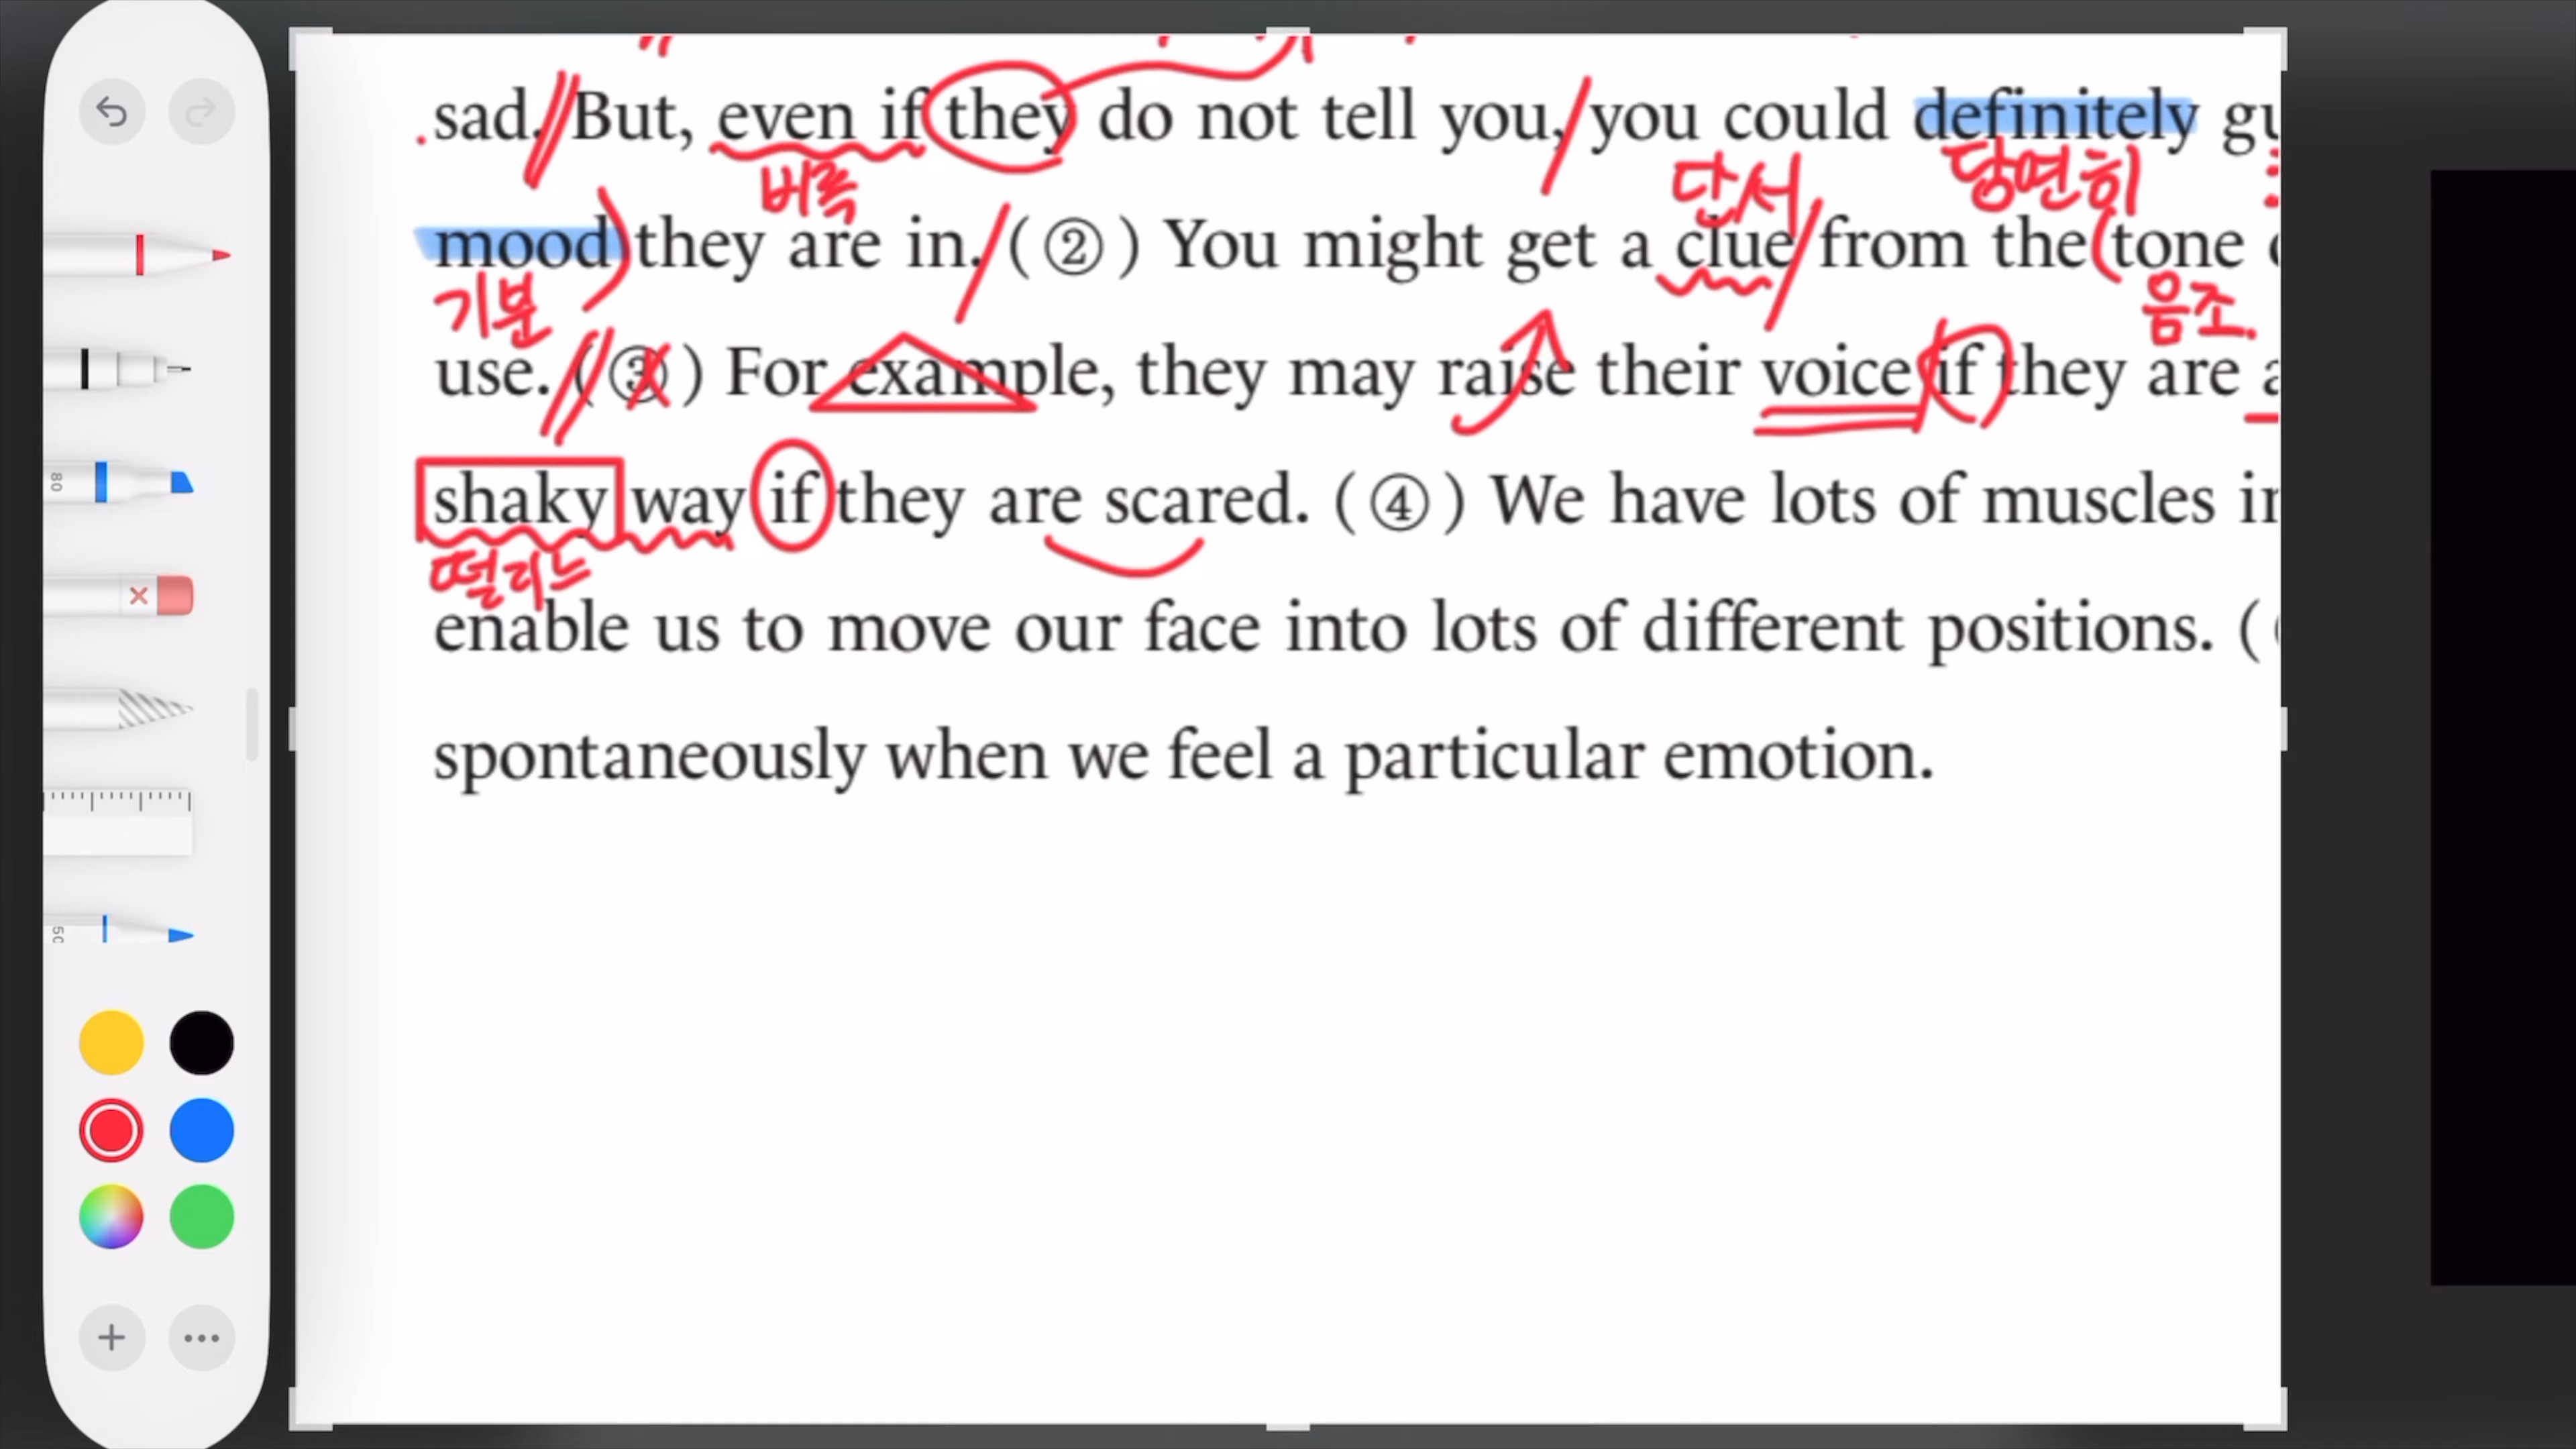 sad. But, even if they do not tell you, you could definitely
비록
단서
당연히
mood they are in. ( ② ) You might get a clue from the tone
기분
음조.
use. ( ③ ) For example, they may raise their voice if they are
shaky way if they are scared. ( ④ ) We have lots of muscles
떨리는
enable us to move our face into lots of different positions. (
spontaneously when we feel a particular emotion.
80
50